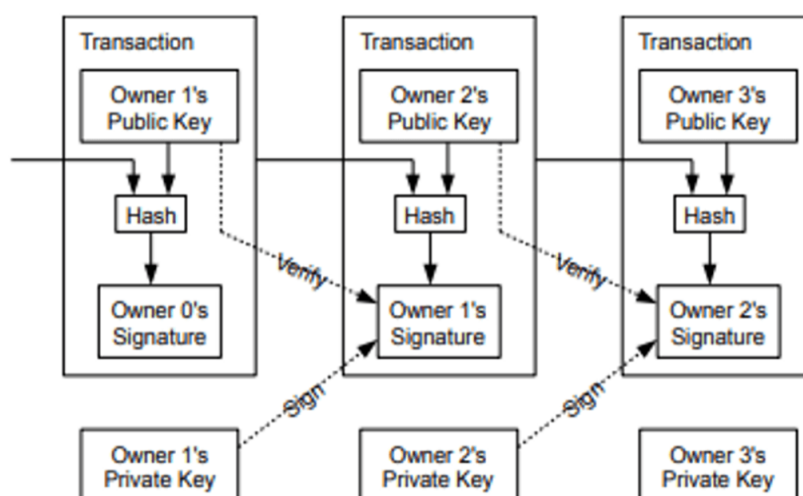 Transaction
Owner 1's
Public Key
Hash
Owner 0's
Signature
Transaction
Owner 2's
Public Key
Hash
Verify
Owner 1's
Signature
Transaction
Owner 3's
Public Key
Hash
Verify
Owner 2's
Signature
Sign
Sign
Owner 1's
Private Key
Owner 2's
Private Key
Owner 3's
Private Key